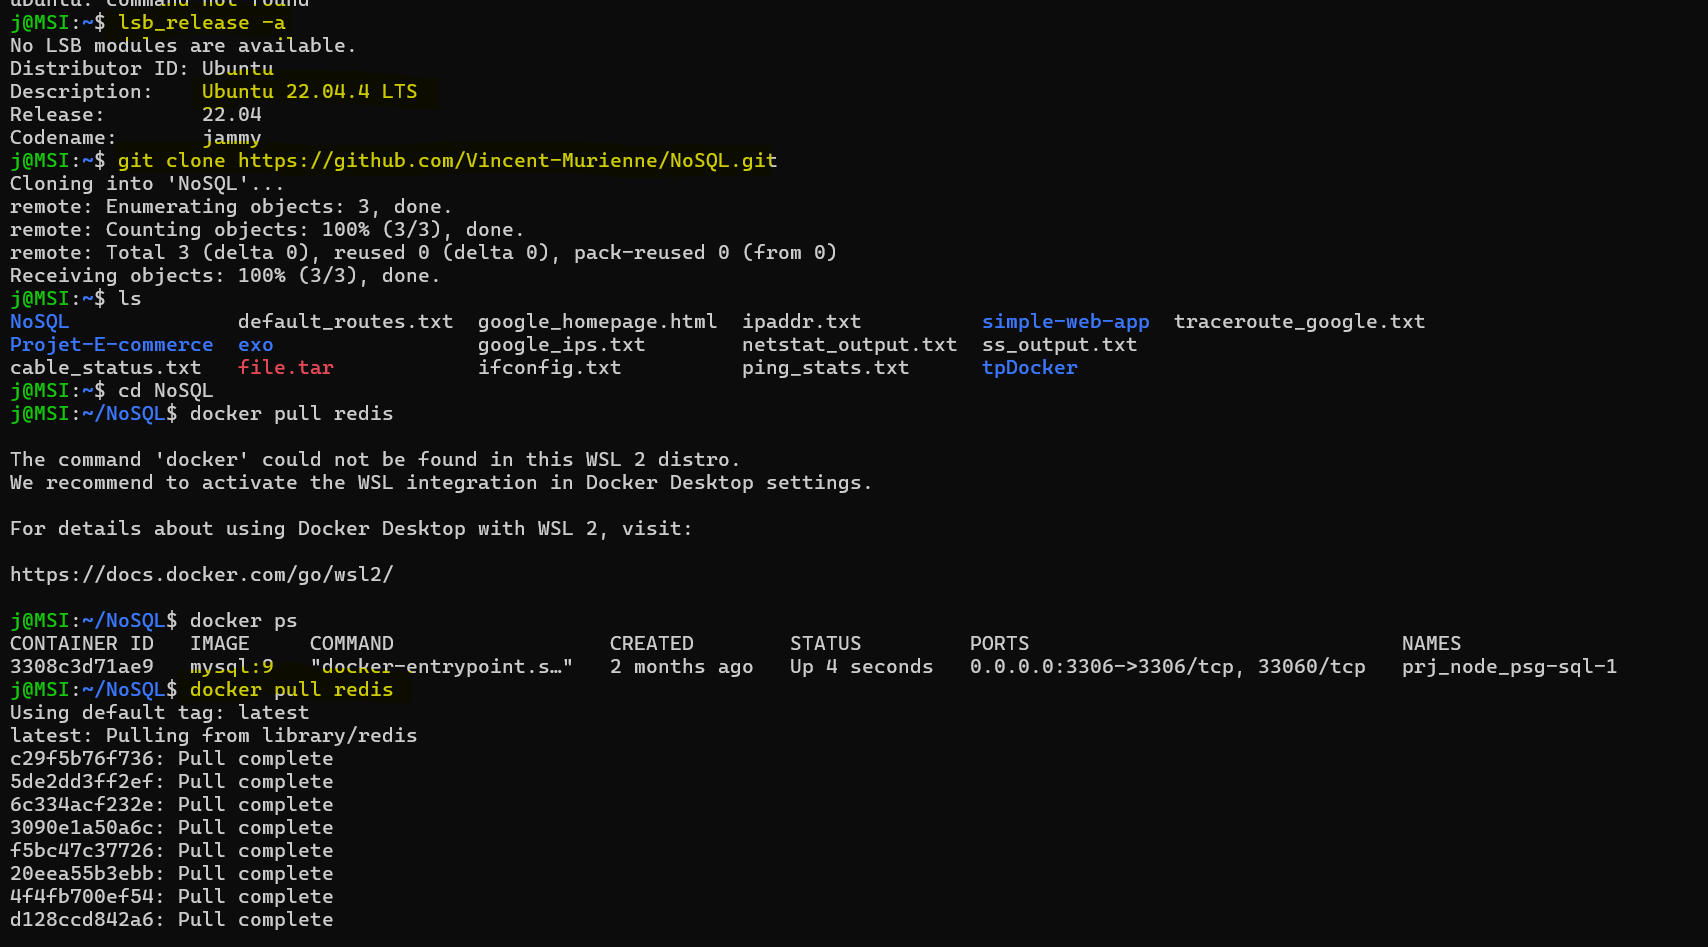 ubuntu: command not found
j@MSI:~$ lsb_release -a
No LSB modules are available.
Distributor ID: Ubuntu
Description:    Ubuntu 22.04.4 LTS
Release:        22.04
Codename:       jammy
j@MSI:~$ git clone https://github.com/Vincent-Murienne/NoSQL.git
Cloning into 'NoSQL'...
remote: Enumerating objects: 3, done.
remote: Counting objects: 100% (3/3), done.
remote: Total 3 (delta 0), reused 0 (delta 0), pack-reused 0 (from 0)
Receiving objects: 100% (3/3), done.
j@MSI:~$ ls
NoSQL              default_routes.txt  google_homepage.html  ipaddr.txt          simple-web-app  traceroute_google.txt
Projet-E-commerce  exo                 google_ips.txt        netstat_output.txt  ss_output.txt
cable_status.txt   file.tar            ifconfig.txt          ping_stats.txt      tpDocker
j@MSI:~$ cd NoSQL
j@MSI:~/NoSQL$ docker pull redis
The command 'docker' could not be found in this WSL 2 distro.
We recommend to activate the WSL integration in Docker Desktop settings.
For details about using Docker Desktop with WSL 2, visit:
https://docs.docker.com/go/wsl2/
j@MSI:~/NoSQL$ docker ps
CONTAINER ID   IMAGE     COMMAND                  CREATED        STATUS         PORTS                               NAMES
3308c3d71ae9   mysql:9   "docker-entrypoint.s…"   2 months ago   Up 4 seconds   0.0.0.0:3306->3306/tcp, 33060/tcp   prj_node_psg-sql-1
j@MSI:~/NoSQL$ docker pull redis
Using default tag: latest
latest: Pulling from library/redis
c29f5b76f736: Pull complete
5de2dd3ff2ef: Pull complete
6c334acf232e: Pull complete
3090e1a50a6c: Pull complete
f5bc47c37726: Pull complete
20eea55b3ebb: Pull complete
4f4fb700ef54: Pull complete
d128ccd842a6: Pull complete